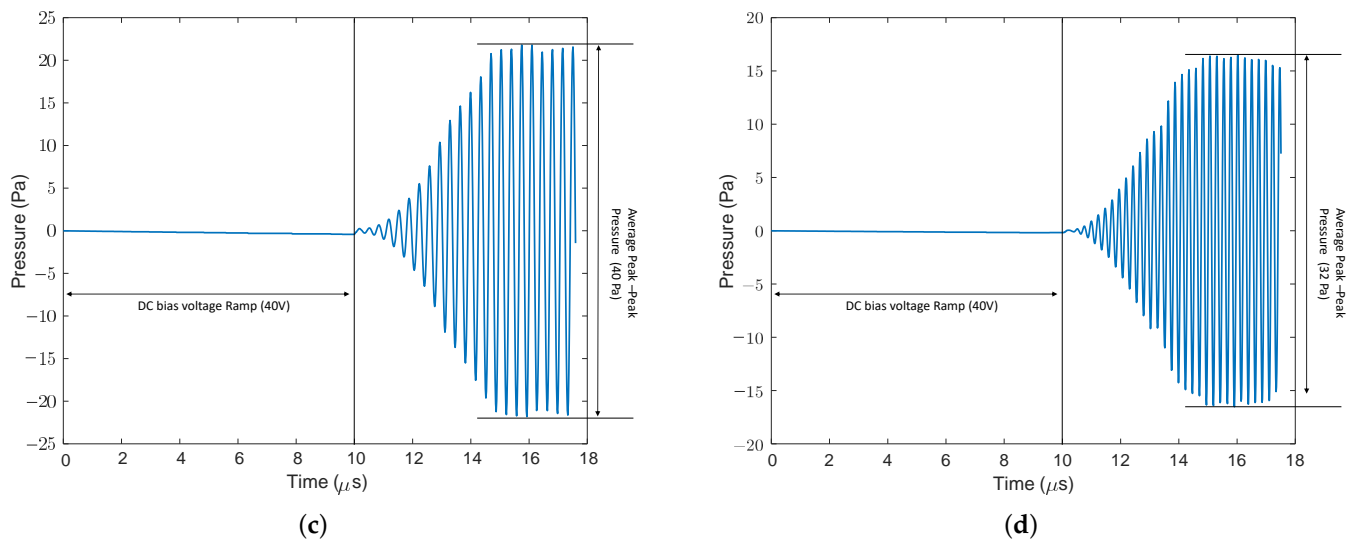 25
20
15
10
5
0
−5
−10
−15
−20
−25
Pressure (Pa)
DC bias voltage Ramp (40V)
Average Peak –Peak
Pressure (40 Pa)
0 2 4 6 8 10 12 14 16 18
Time (μs)
(c)
20
15
10
5
0
−5
−10
−15
−20
Pressure (Pa)
DC bias voltage Ramp (40V)
Average Peak –Peak
Pressure (32 Pa)
0 2 4 6 8 10 12 14 16 18
Time (μs)
(d)